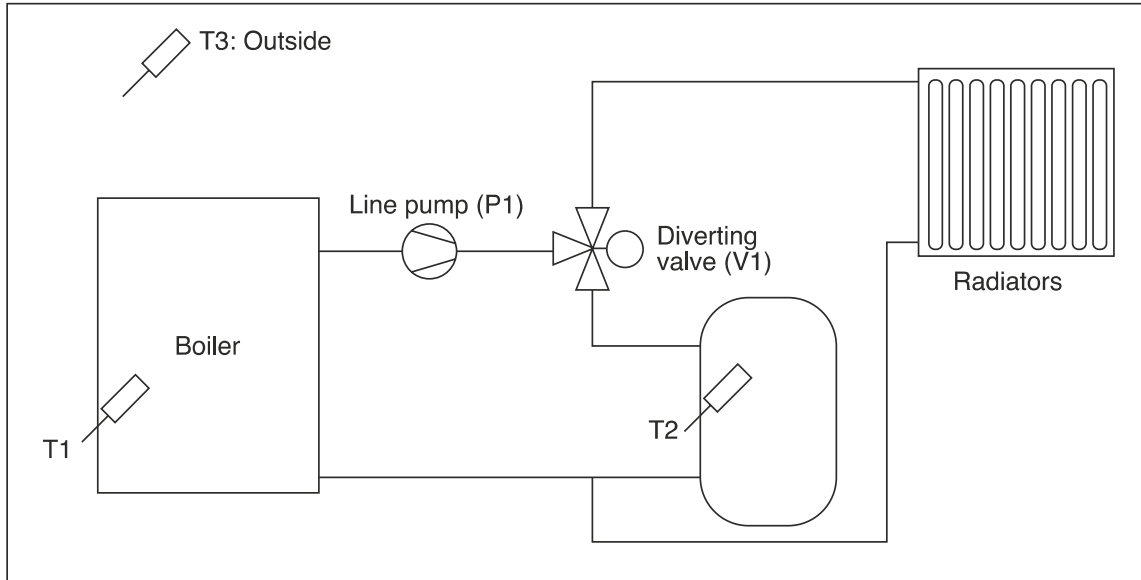 T3: Outside
Line pump (P1)
Diverting
valve (V1)
Radiators
Boiler
T1
T2